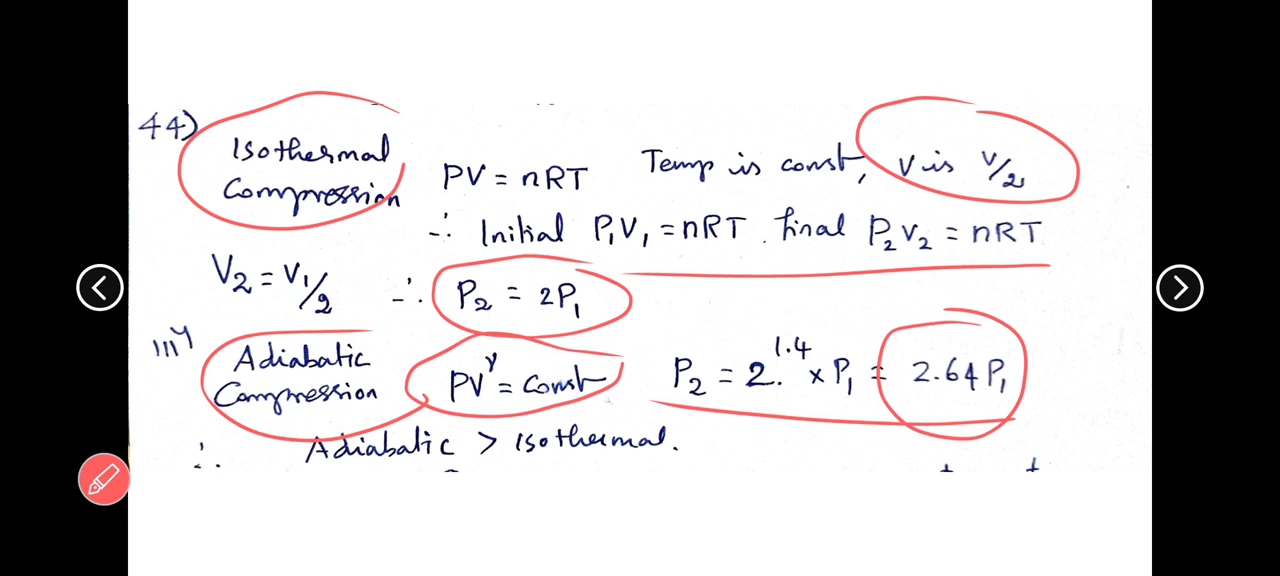 44)
Isothermal Compression PV = nRT Temp is const, V is V/2
∴ Initial P₁V₁ = nRT. final P₂V₂ = nRT
V₂ = V₁/2 ∴ P₂ = 2P₁
|||ly Adiabatic Compression PV^γ = Const P₂ = 2.^1.4 × P₁ = 2.64 P₁
∴ Adiabatic > Isothermal.